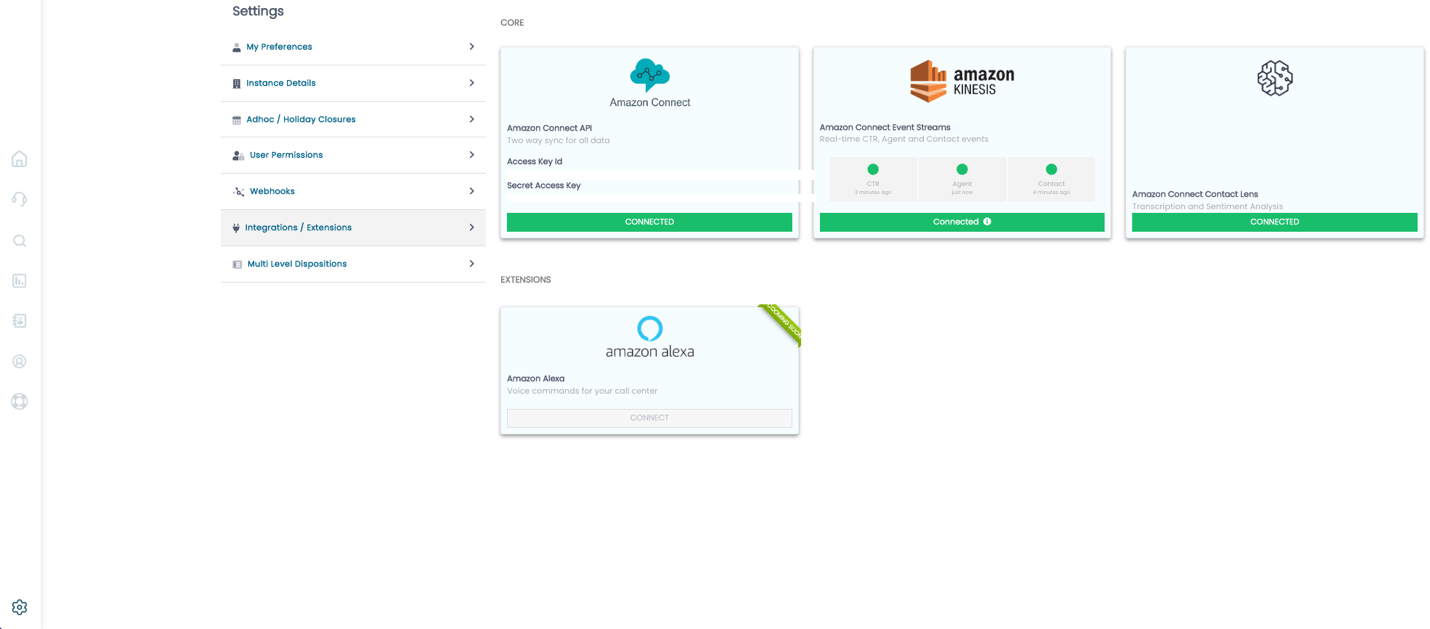 Settings
My Preferences
Instance Details
Adhoc / Holiday Closures
User Permissions
Webhooks
Integrations / Extensions
Multi Level Dispositions
CORE
Amazon Connect
Amazon Connect API
Two way sync for all data
Access Key Id
Secret Access Key
CONNECTED
amazon
KINESIS
Amazon Connect Event Streams
Real-time CTR, Agent and Contact events
CTR
3 minutes ago
Agent
just now
Contact
4 minutes ago
Connected
Amazon Connect Contact Lens
Transcription and Sentiment Analysis
CONNECTED
EXTENSIONS
COMING SOON
amazon alexa
Amazon Alexa
Voice commands for your call center
CONNECT